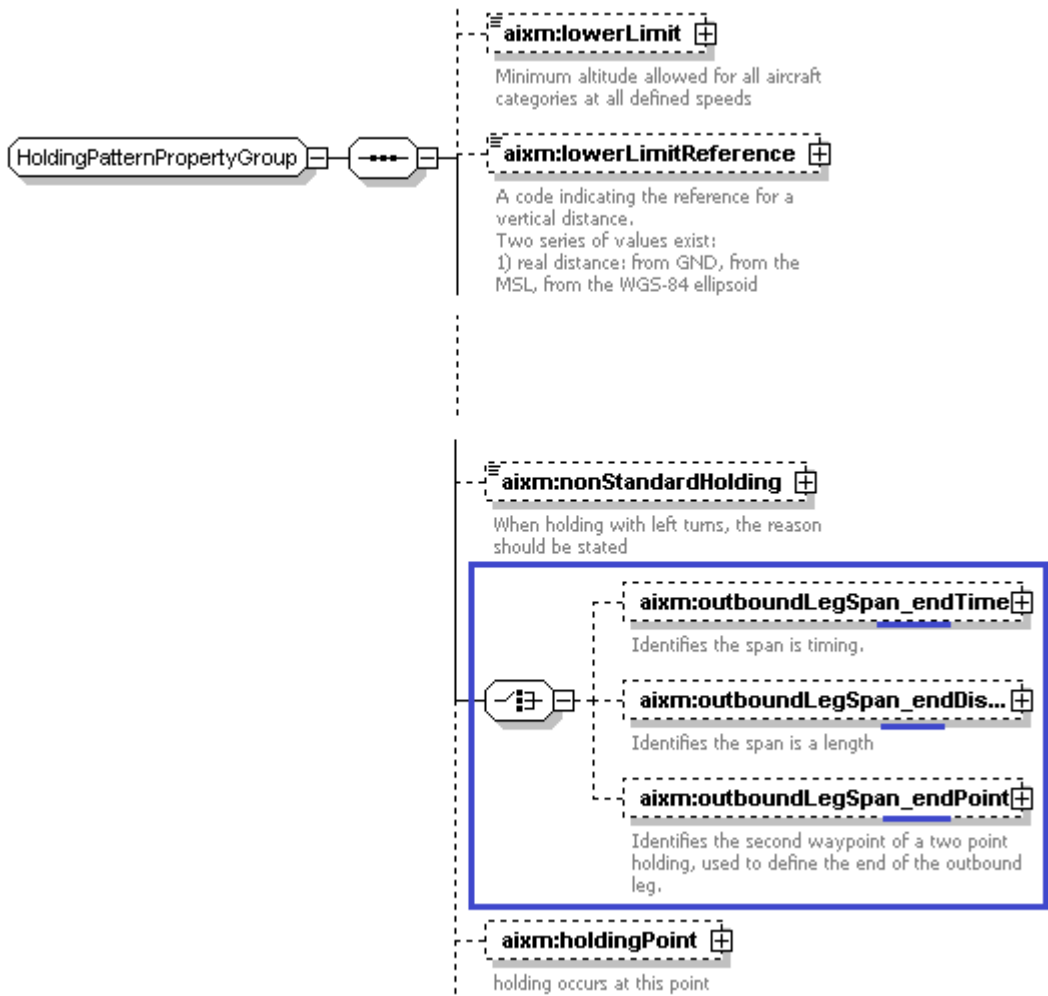 aixm:lowerLimit
Minimum altitude allowed for all aircraft
categories at all defined speeds
HoldingPatternPropertyGroup
aixm:lowerLimitReference
A code indicating the reference for a
vertical distance.
Two series of values exist:
1) real distance: from GND, from the
MSL, from the WGS-84 ellipsoid
aixm:nonStandardHolding
When holding with left turns, the reason
should be stated
aixm:outboundLegSpan_endTime
Identifies the span is timing.
aixm:outboundLegSpan_endDis...
Identifies the span is a length
aixm:outboundLegSpan_endPoint
Identifies the second waypoint of a two point
holding, used to define the end of the outbound
leg.
aixm:holdingPoint
holding occurs at this point